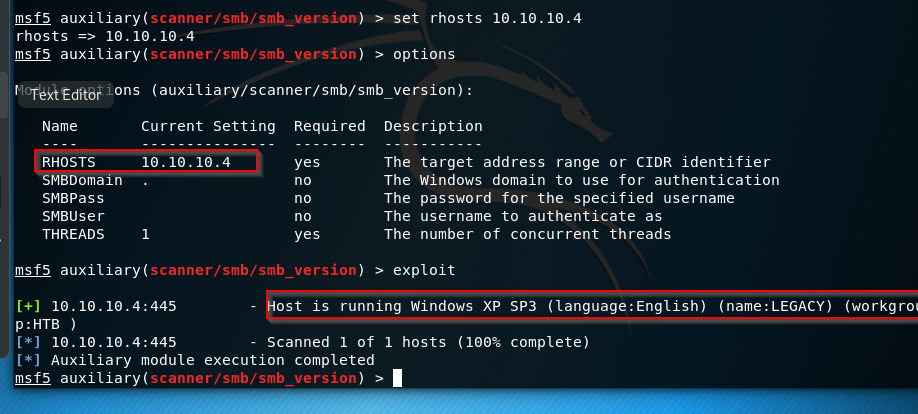 msf5 auxiliary(scanner/smb/smb_version) > set rhosts 10.10.10.4
rhosts => 10.10.10.4
msf5 auxiliary(scanner/smb/smb_version) > options
Text Editor
M ons (auxiliary/scanner/smb/smb_version):
Name Current Setting Required Description
---- --------------- -------- -----------
RHOSTS 10.10.10.4 yes The target address range or CIDR identifier
SMBDomain . no The Windows domain to use for authentication
SMBPass no The password for the specified username
SMBUser no The username to authenticate as
THREADS 1 yes The number of concurrent threads
msf5 auxiliary(scanner/smb/smb_version) > exploit
[+] 10.10.10.4:445 - Host is running Windows XP SP3 (language:English) (name:LEGACY) (workgrou
p:HTB )
[*] 10.10.10.4:445 - Scanned 1 of 1 hosts (100% complete)
[*] Auxiliary module execution completed
msf5 auxiliary(scanner/smb/smb_version) >